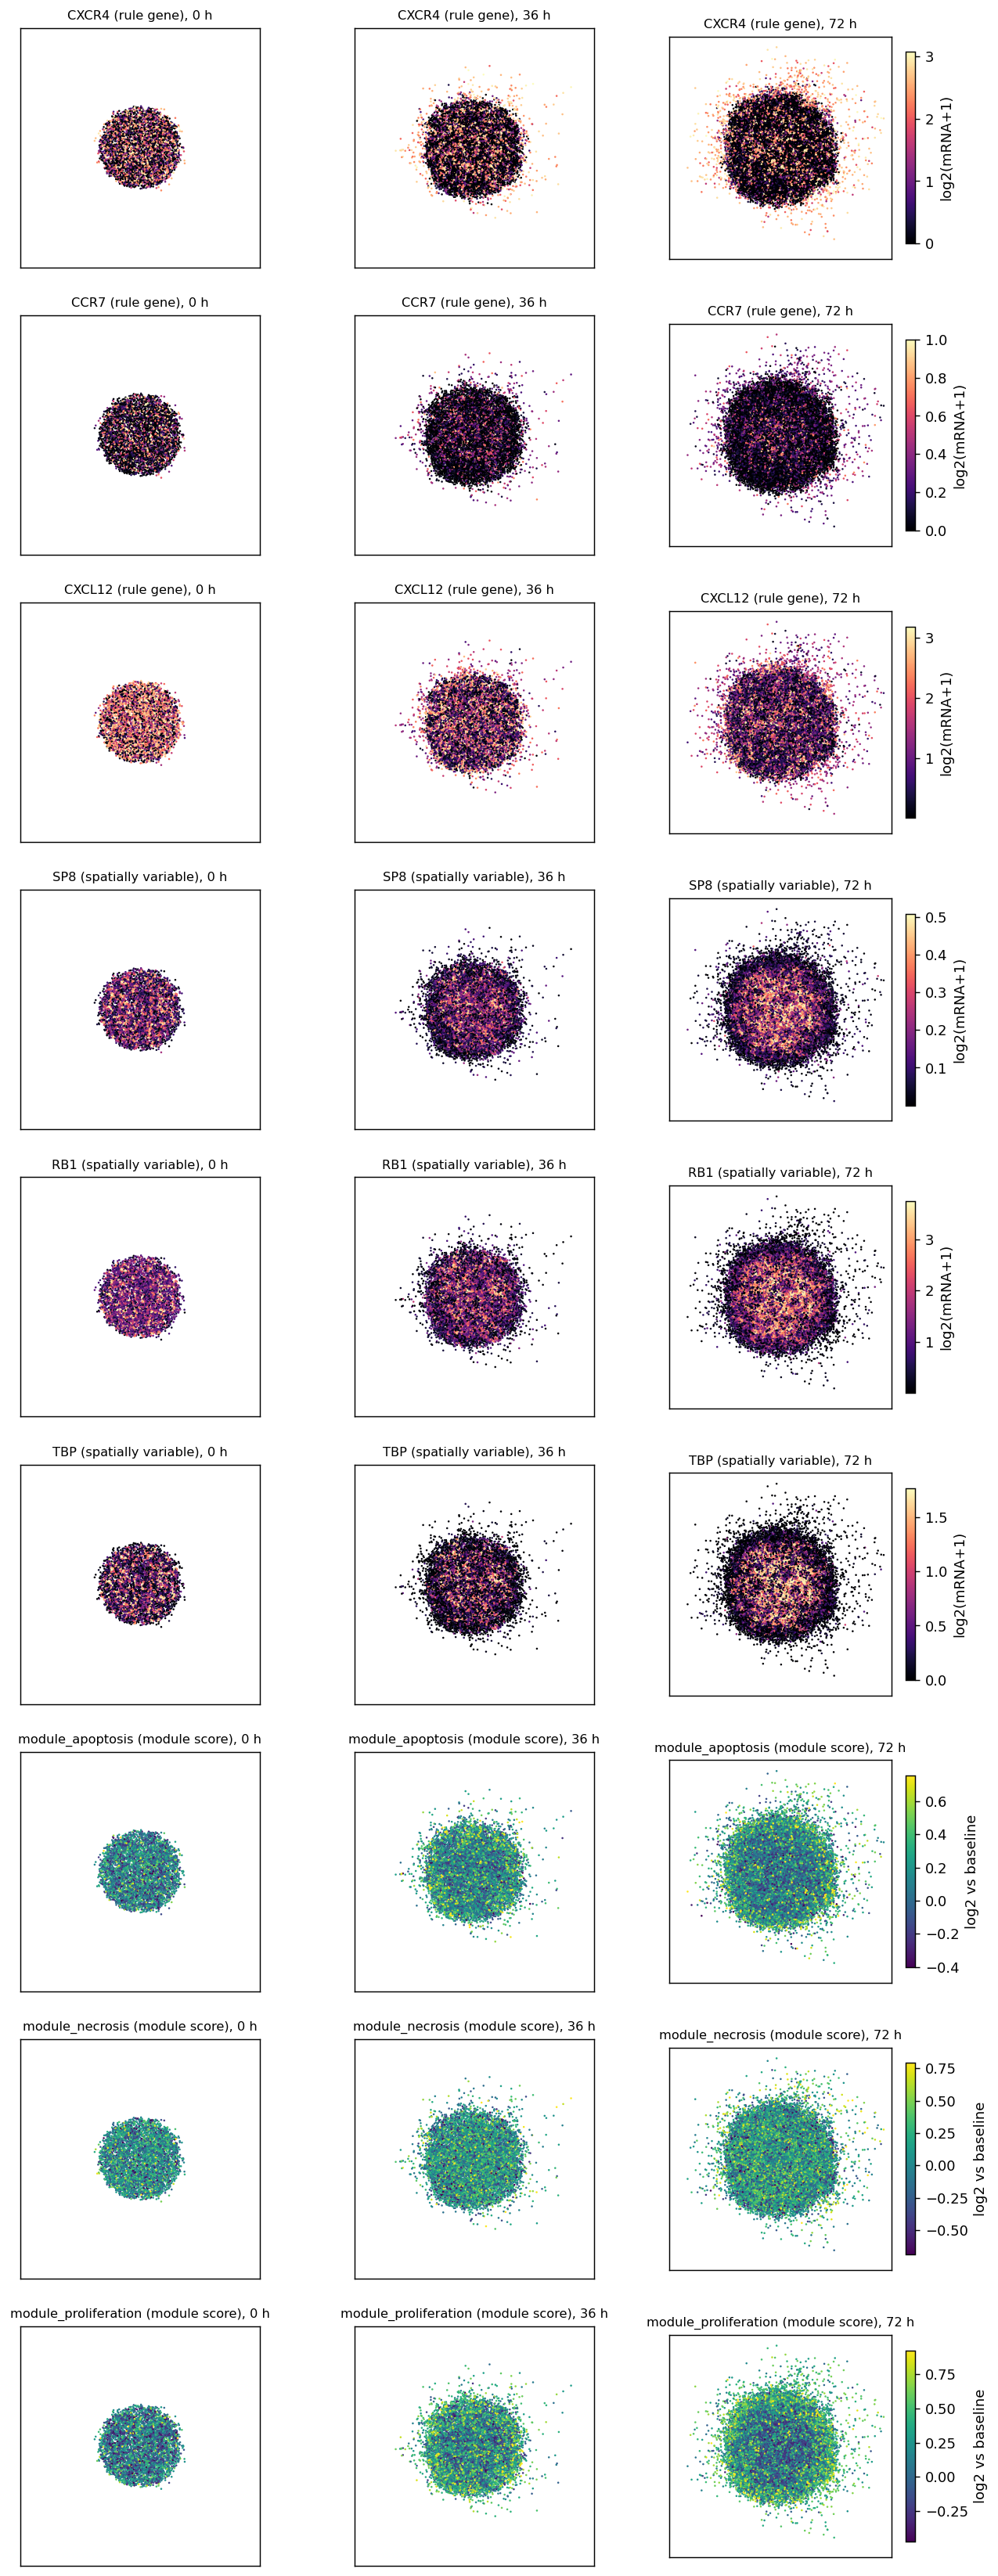 CXCR4 (rule gene), 0 h
CXCR4 (rule gene), 36 h
CXCR4 (rule gene), 72 h
3
2
1
0
log2(mRNA+1)
CCR7 (rule gene), 0 h
CCR7 (rule gene), 36 h
CCR7 (rule gene), 72 h
1.0
0.8
0.6
0.4
0.2
0.0
log2(mRNA+1)
CXCL12 (rule gene), 0 h
CXCL12 (rule gene), 36 h
CXCL12 (rule gene), 72 h
3
2
1
log2(mRNA+1)
SP8 (spatially variable), 0 h
SP8 (spatially variable), 36 h
SP8 (spatially variable), 72 h
0.5
0.4
0.3
0.2
0.1
log2(mRNA+1)
RB1 (spatially variable), 0 h
RB1 (spatially variable), 36 h
RB1 (spatially variable), 72 h
3
2
1
log2(mRNA+1)
TBP (spatially variable), 0 h
TBP (spatially variable), 36 h
TBP (spatially variable), 72 h
1.5
1.0
0.5
0.0
log2(mRNA+1)
module_apoptosis (module score), 0 h
module_apoptosis (module score), 36 h
module_apoptosis (module score), 72 h
0.6
0.4
0.2
0.0
−0.2
−0.4
log2 vs baseline
module_necrosis (module score), 0 h
module_necrosis (module score), 36 h
module_necrosis (module score), 72 h
0.75
0.50
0.25
0.00
−0.25
−0.50
log2 vs baseline
module_proliferation (module score), 0 h
module_proliferation (module score), 36 h
module_proliferation (module score), 72 h
0.75
0.50
0.25
0.00
−0.25
log2 vs baseline